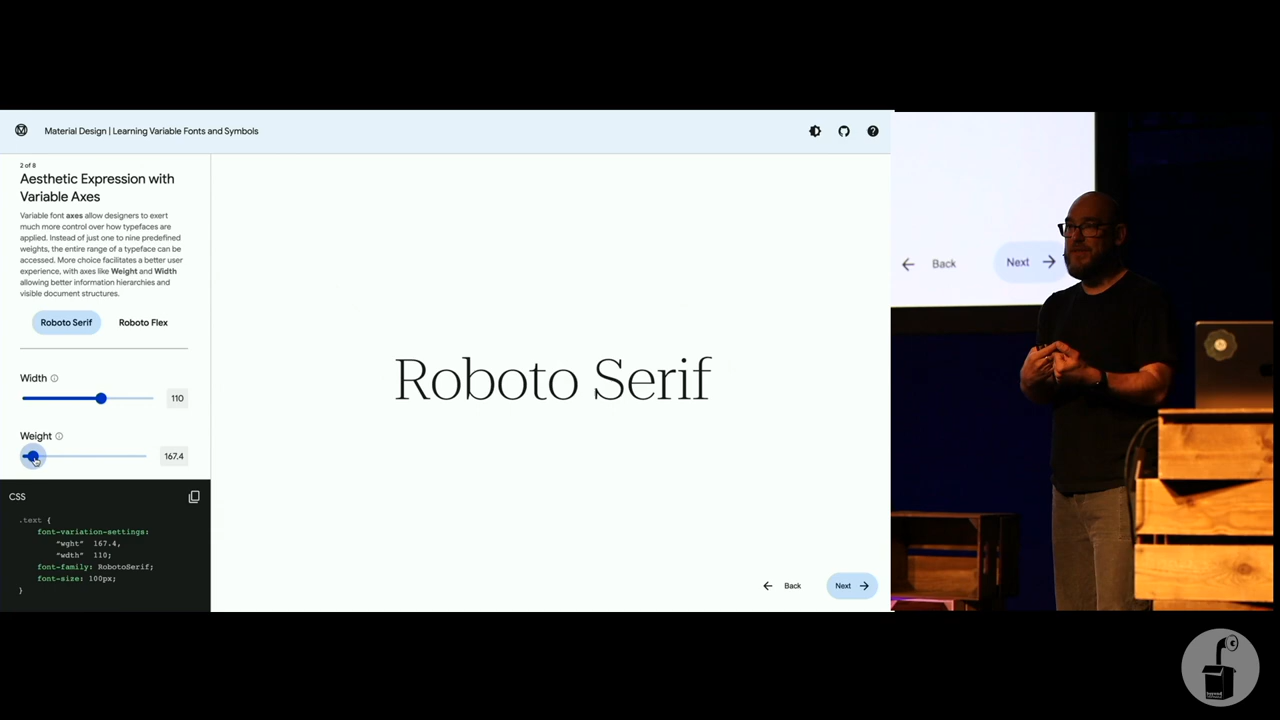 Material Design | Learning Variable Fonts and Symbols
2 of 8
Aesthetic Expression with
Variable Axes
Variable font axes allow designers to exert
much more control over how typefaces are
applied. Instead of just one to nine predefined
weights, the entire range of a typeface can be
accessed. More choice facilitates a better user
experience, with axes like Weight and Width
allowing better information hierarchies and
visible document structures.
Roboto Serif
Roboto Flex
Width
110
Weight
167.4
CSS
.text {
font-variation-settings:
"wght" 167.4,
"wdth" 110;
font-family: RobotoSerif;
font-size: 100px;
}
Roboto Serif
Back
Next
Back
Next